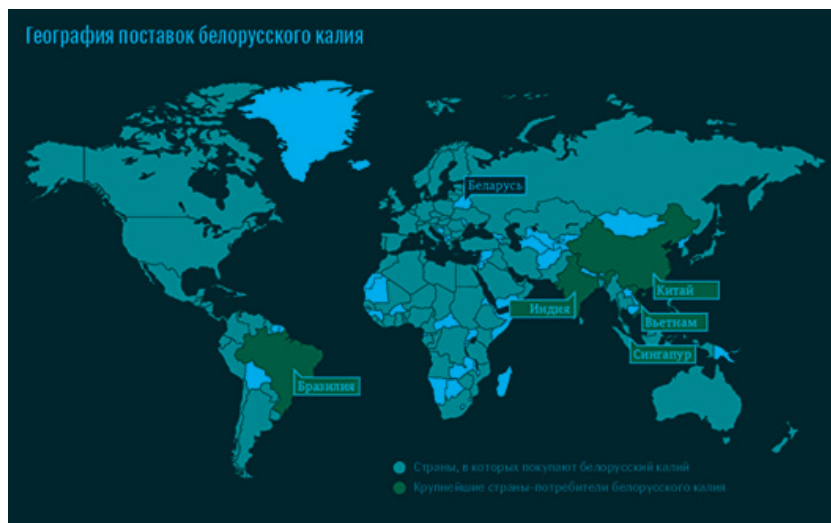 География поставок белорусского калия
Беларусь
Китай
Индия
Вьетнам
Сингапур
Бразилия
Страны, в которых покупают белорусский калий
Крупнейшие страны-потребители белорусского калия